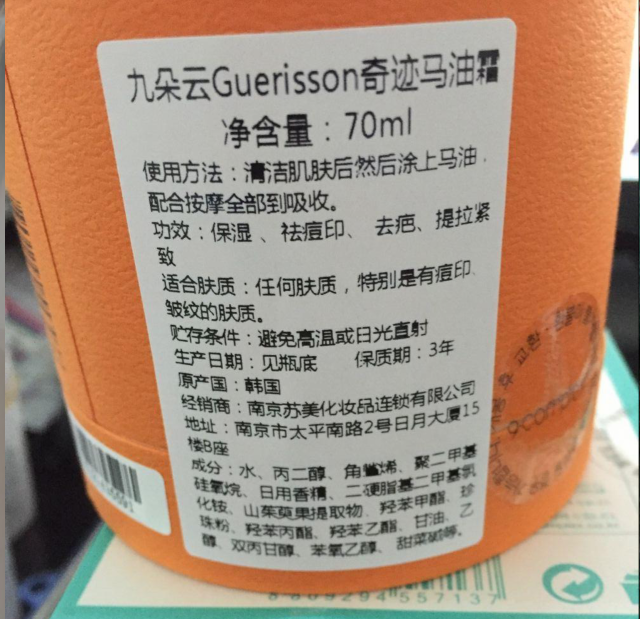 九朵云Guerisson奇迹马油霜
净含量：70ml
使用方法：清洁肌肤后然后涂上马油，
配合按摩全部到吸收。
功效：保湿 、祛痘印、 去疤、提拉紧
致
适合肤质：任何肤质，特别是有痘印、
皱纹的肤质。
贮存条件：避免高温或日光直射
生产日期：见瓶底 保质期：3年
原产国：韩国
经销商：南京苏美化妆品连锁有限公司
地址：南京市太平南路2号日月大厦15
楼B座
成分：水、丙二醇、角鲨烯、聚二甲基
硅氧烷、日用香精、二硬脂基二甲基氯
化铵、山茱萸果提取物、羟苯甲酯、珍
珠粉、羟苯丙酯、羟苯乙酯、甘油、乙
醇、双丙甘醇、苯氧乙醇、 甜菜碱等。
8809294557137